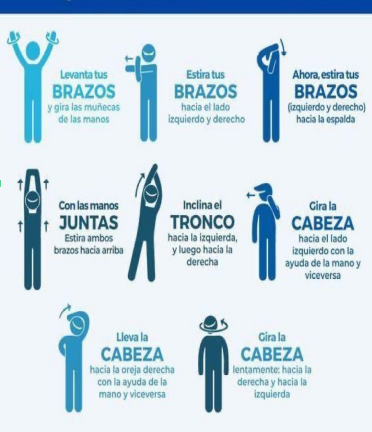 Levanta tus
BRAZOS
y gira las muñecas
de las manos
Estira tus
BRAZOS
hacia el lado
izquierdo y derecho
Ahora, estira tus
BRAZOS
(izquierdo y derecho)
hacia la espalda
Con las manos
JUNTAS
Estira ambos
brazos hacia arriba
Inclina el
TRONCO
hacia la izquierda,
y luego hacia la
derecha
Gira la
CABEZA
hacia el lado
izquierdo con la
ayuda de la mano y
viceversa
Lleva la
CABEZA
hacia la oreja derecha
con la ayuda de la
mano y viceversa
Gira la
CABEZA
lentamente: hacia la
derecha y hacia la
izquierda